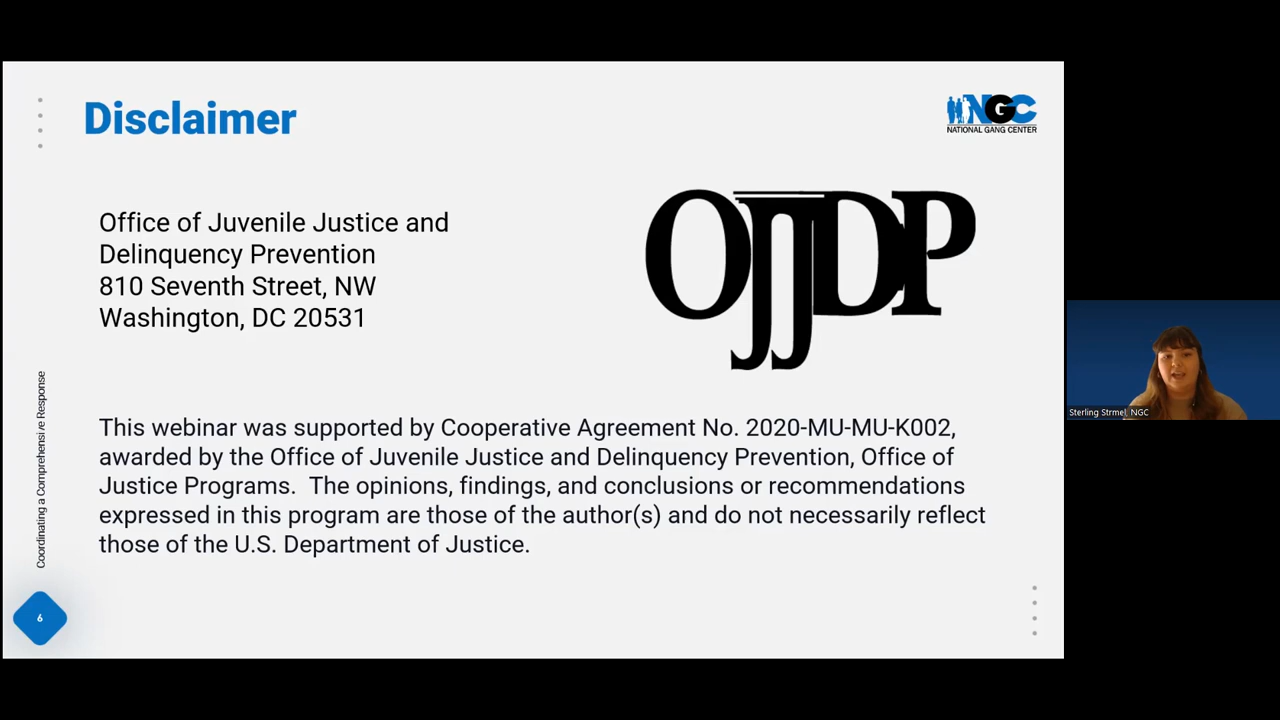 Disclaimer
NGC
NATIONAL GANG CENTER
OJJDP
Office of Juvenile Justice and
Delinquency Prevention
810 Seventh Street, NW
Washington, DC 20531
This webinar was supported by Cooperative Agreement No. 2020-MU-MU-K002,
awarded by the Office of Juvenile Justice and Delinquency Prevention, Office of
Justice Programs.  The opinions, findings, and conclusions or recommendations
expressed in this program are those of the author(s) and do not necessarily reflect
those of the U.S. Department of Justice.
Coordinating a Comprehensive Response
6
Sterling Strmel, NGC